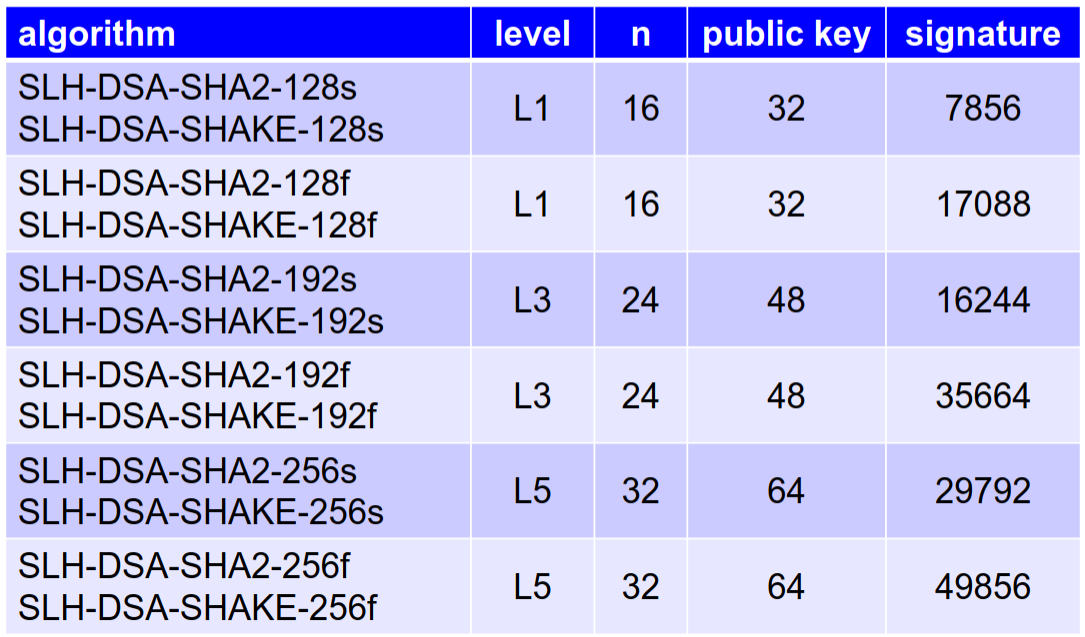 algorithm level n public key signature
SLH-DSA-SHA2-128s
SLH-DSA-SHAKE-128s
L1 16 32 7856
SLH-DSA-SHA2-128f
SLH-DSA-SHAKE-128f
L1 16 32 17088
SLH-DSA-SHA2-192s
SLH-DSA-SHAKE-192s
L3 24 48 16244
SLH-DSA-SHA2-192f
SLH-DSA-SHAKE-192f
L3 24 48 35664
SLH-DSA-SHA2-256s
SLH-DSA-SHAKE-256s
L5 32 64 29792
SLH-DSA-SHA2-256f
SLH-DSA-SHAKE-256f
L5 32 64 49856